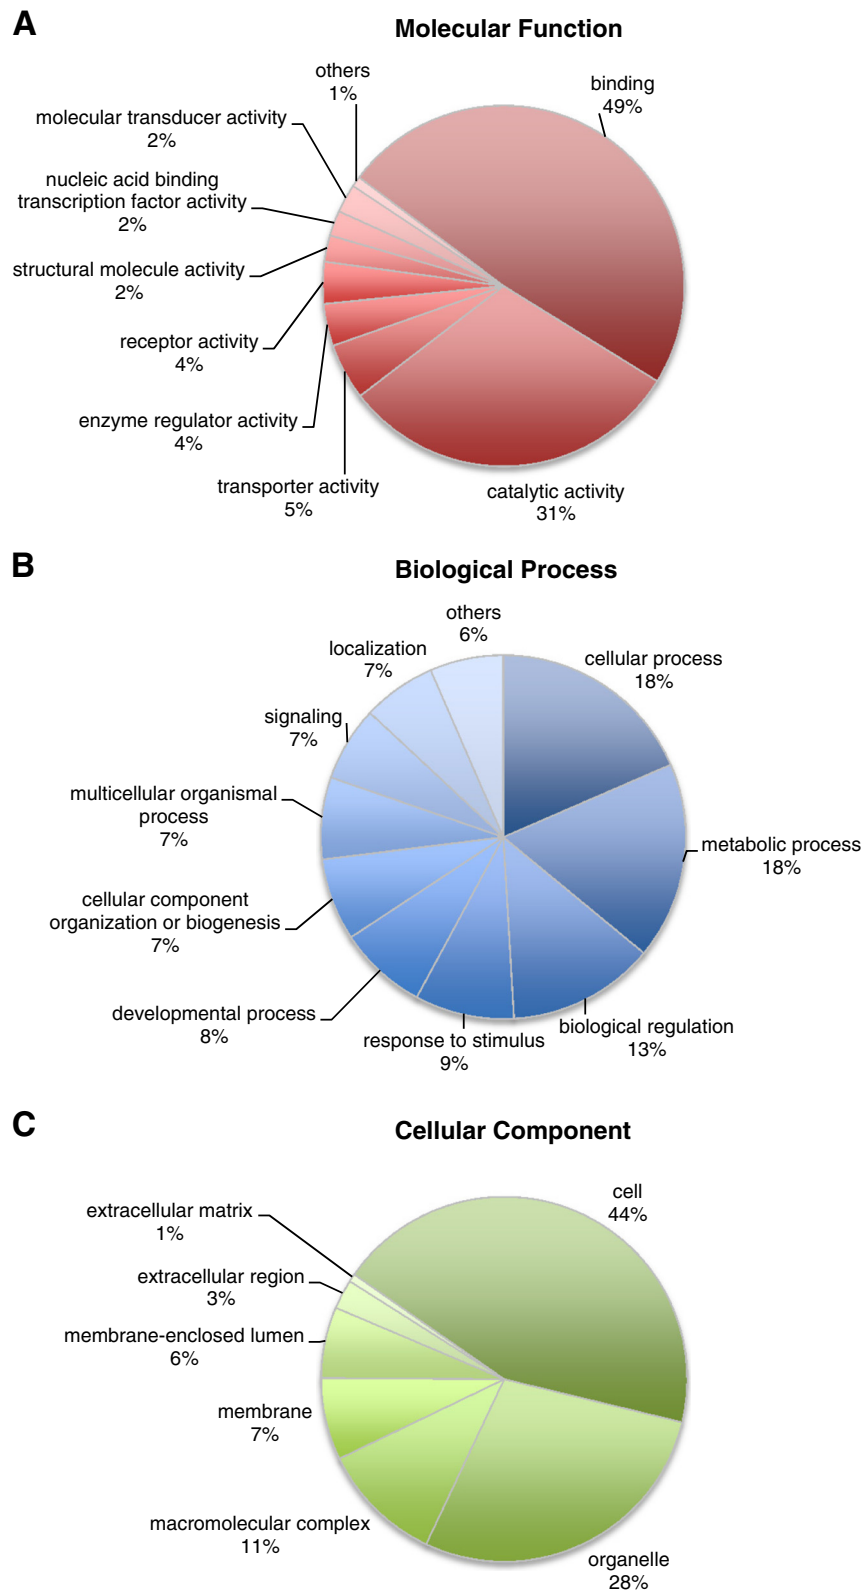 A
Molecular Function
others
1%
binding
49%
molecular transducer activity
2%
nucleic acid binding
transcription factor activity
2%
structural molecule activity
2%
receptor activity
4%
enzyme regulator activity
4%
transporter activity
5%
catalytic activity
31%
B
Biological Process
others
6%
localization
7%
cellular process
18%
signaling
7%
multicellular organismal
process
7%
metabolic process
18%
cellular component
organization or biogenesis
7%
developmental process
8%
response to stimulus
9%
biological regulation
13%
C
Cellular Component
cell
44%
extracellular matrix
1%
extracellular region
3%
membrane-enclosed lumen
6%
membrane
7%
macromolecular complex
11%
organelle
28%